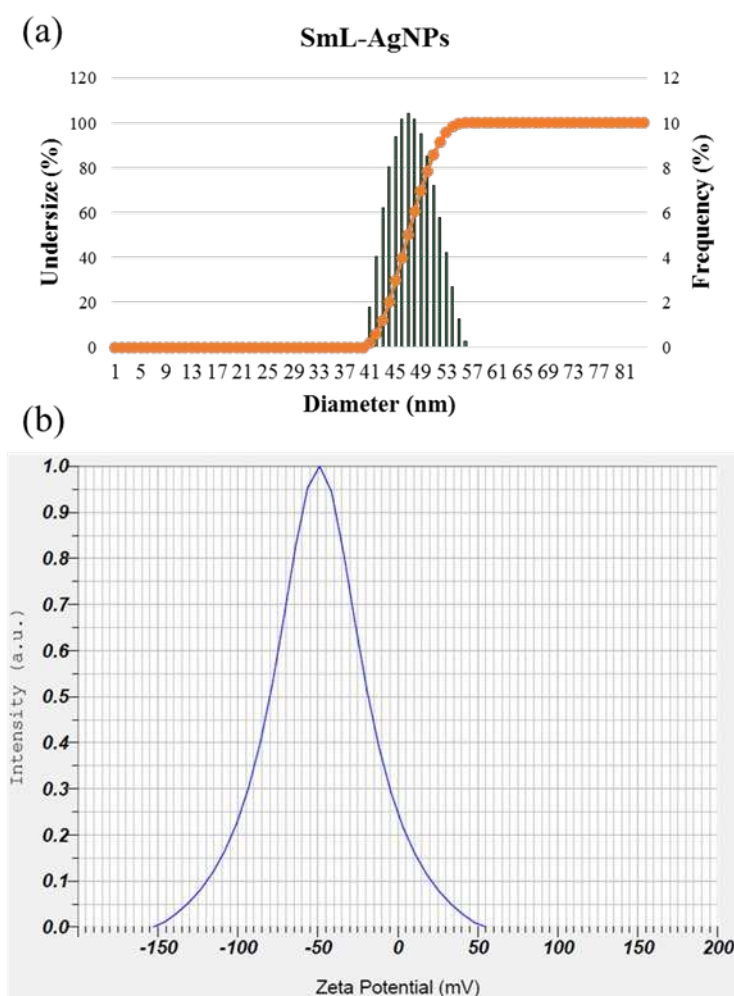 (a)
SmL-AgNPs
120 12
100 10
80 8
60 6
40 4
20 2
0 0
Undersize (%)
Frequency (%)
1 5 9 13 17 21 25 29 33 37 41 45 49 53 57 61 65 69 73 77 81
Diameter (nm)
(b)
1.0
0.9
0.8
0.7
0.6
0.5
0.4
0.3
0.2
0.1
0.0
Intensity (a.u.)
-150 -100 -50 0 50 100 150 200
Zeta Potential (mV)